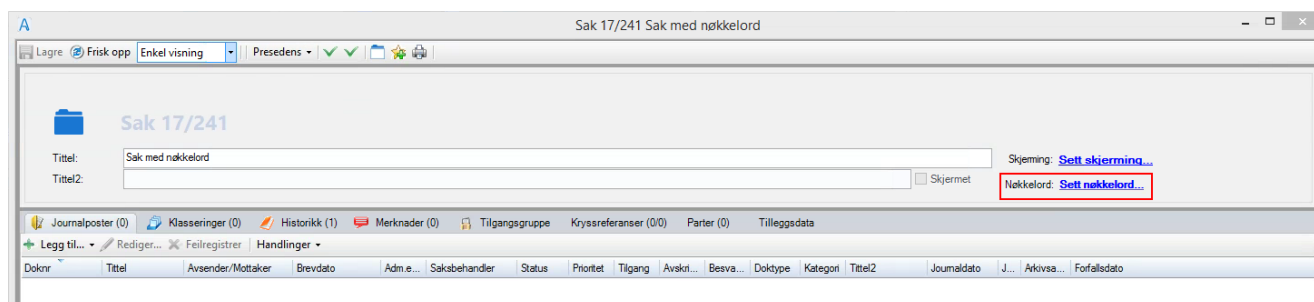 Sak 17/241 Sak med nøkkelord
Lagre Frisk opp Enkel visning Presedens
Sak 17/241
Tittel: Sak med nøkkelord Skjerming: Sett skjerming...
Tittel2: Skjermet Nøkkelord: Sett nøkkelord...
Journalposter (0) Klasseringer (0) Historikk (1) Merknader (0) Tilgangsgruppe Kryssreferanser (0/0) Parter (0) Tilleggsdata
Legg til... Rediger... Feilregistrer Handlinger
Doknr Tittel Avsender/Mottaker Brevdato Adm.e... Saksbehandler Status Prioritet Tilgang Avskri... Besva... Doktype Kategori Tittel2 Journaldato J... Arkivsa... Forfallsdato